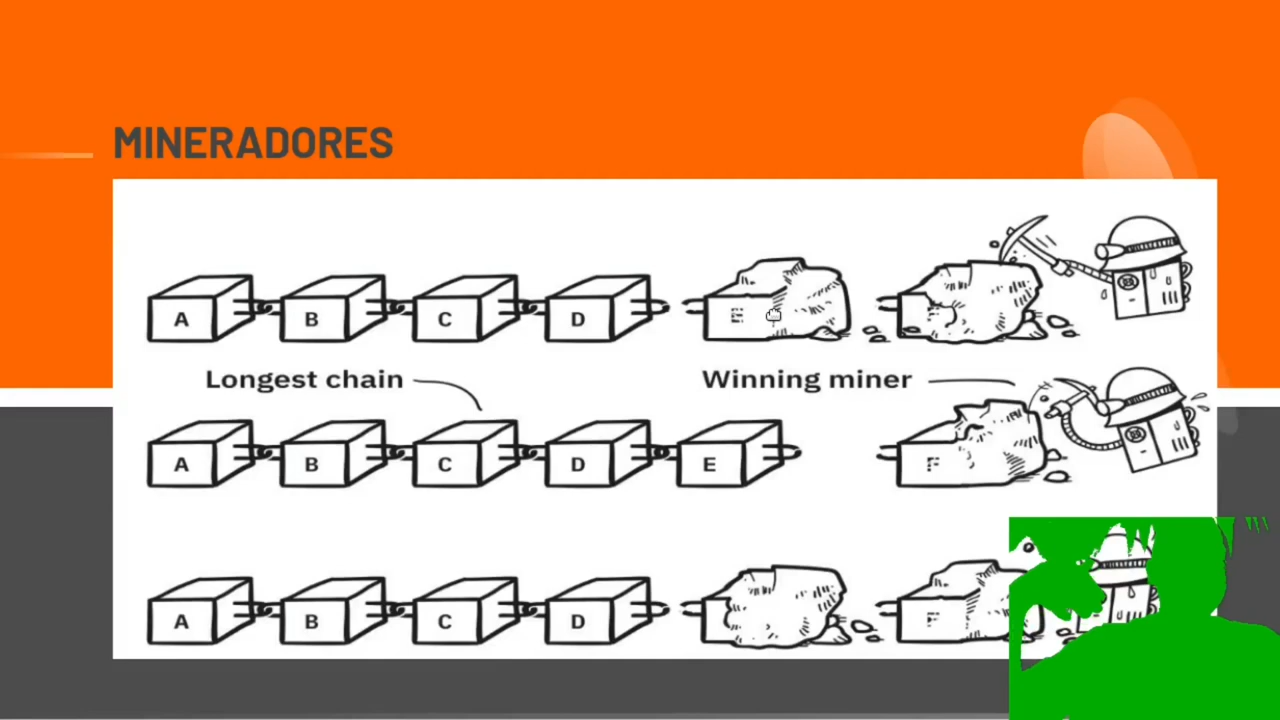 MINERADORES
A B C D E F
Longest chain Winning miner
A B C D E F
A B C D F